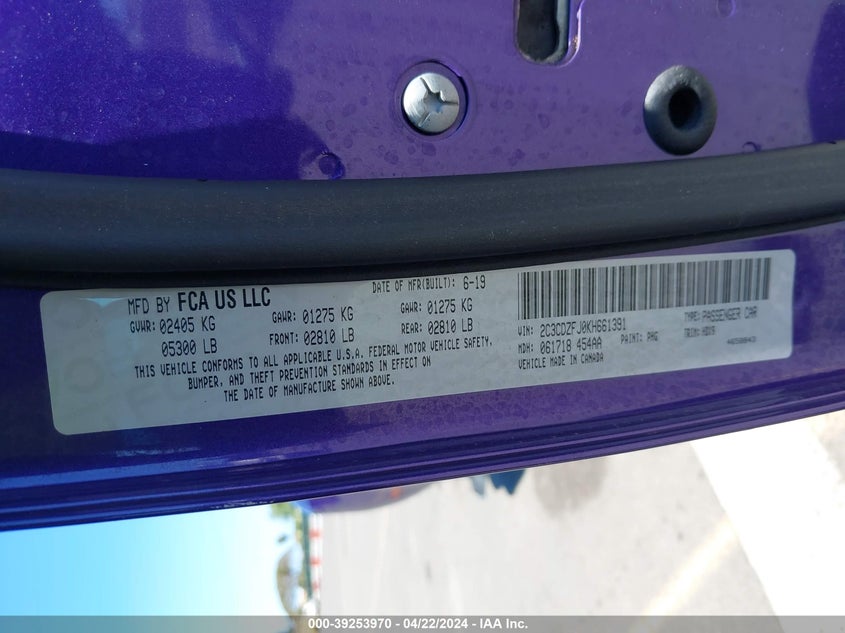 MFD BY FCA US LLC
DATE OF MFR(BUILT): 6-19
GVWR: 02405 KG
GAWR: 01275 KG
GAWR: 01275 KG
05300 LB
FRONT: 02810 LB
REAR: 02810 LB
THIS VEHICLE CONFORMS TO ALL APPLICABLE U.S.A. FEDERAL MOTOR VEHICLE SAFETY,
BUMPER, AND THEFT PREVENTION STANDARDS IN EFFECT ON
THE DATE OF MANUFACTURE SHOWN ABOVE.
VIN: 2C3CDZFJ0KH661391
TYPE: PASSENGER CAR
MDH: 061718 454AA
PAINT: PHG
TRIM: HDX9
VEHICLE MADE IN CANADA
000-39253970 - 04/22/2024 - IAA Inc.